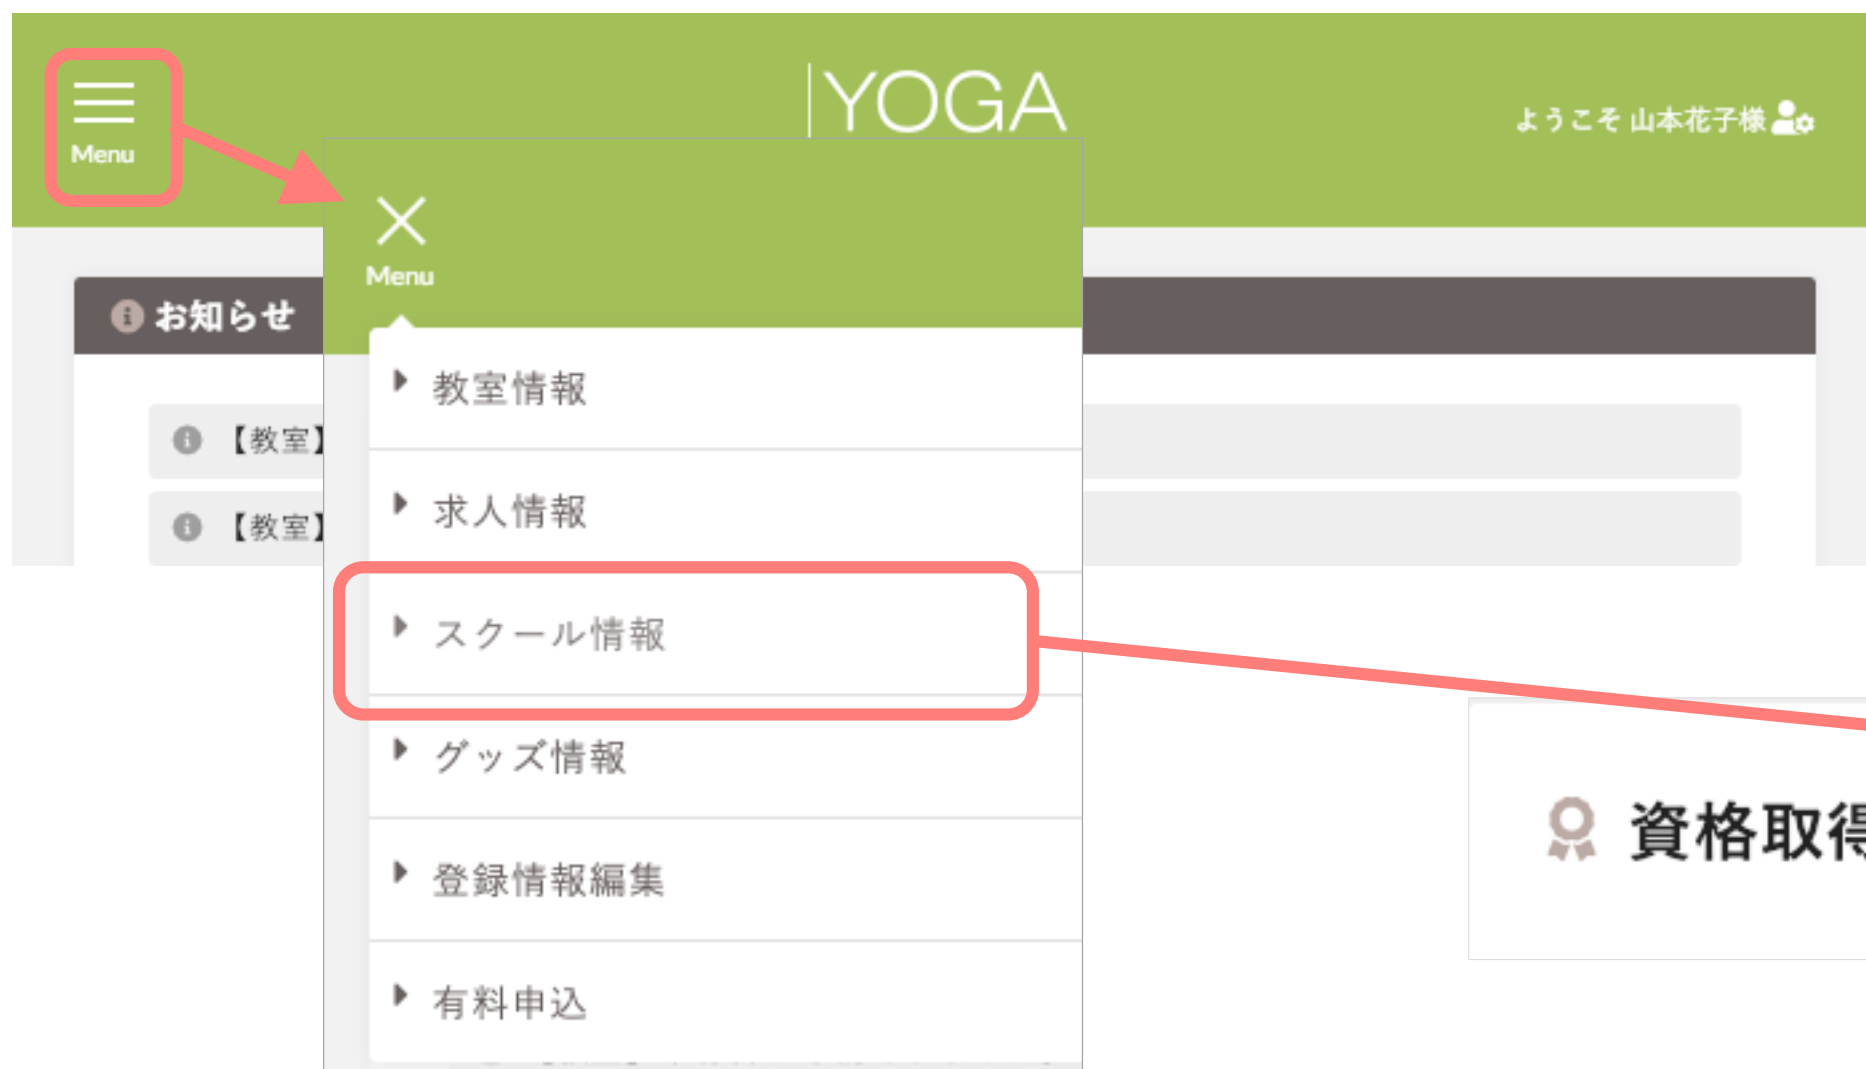 YOGA
Menu
ようこそ 山本花子様
Menu
お知らせ
【教室】
【教室】
教室情報
求人情報
スクール情報
グッズ情報
登録情報編集
有料申込
資格取得